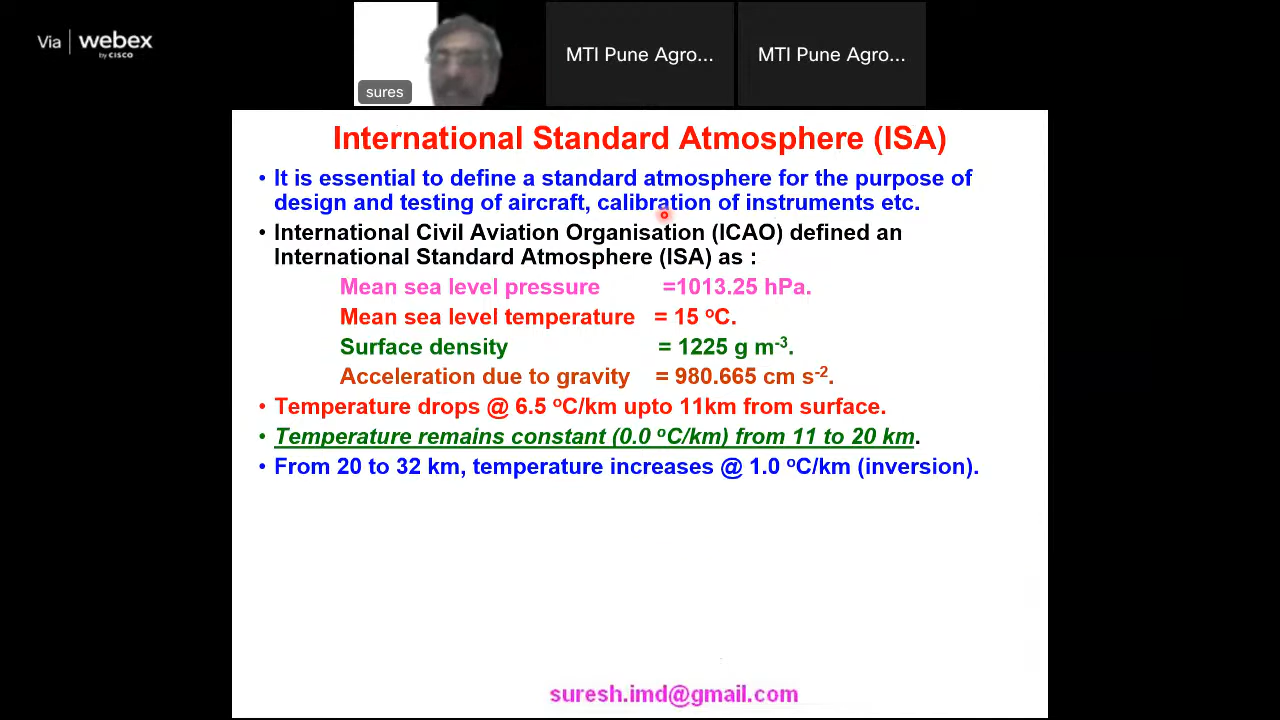 Via webex
by CISCO
sures
MTI Pune Agro...
MTI Pune Agro...
International Standard Atmosphere (ISA)
• It is essential to define a standard atmosphere for the purpose of
design and testing of aircraft, calibration of instruments etc.
• International Civil Aviation Organisation (ICAO) defined an
International Standard Atmosphere (ISA) as :
Mean sea level pressure =1013.25 hPa.
Mean sea level temperature = 15 ºC.
Surface density = 1225 g m-3.
Acceleration due to gravity = 980.665 cm s-2.
• Temperature drops @ 6.5 ºC/km upto 11km from surface.
• Temperature remains constant (0.0 ºC/km) from 11 to 20 km.
• From 20 to 32 km, temperature increases @ 1.0 ºC/km (inversion).
suresh.imd@gmail.com